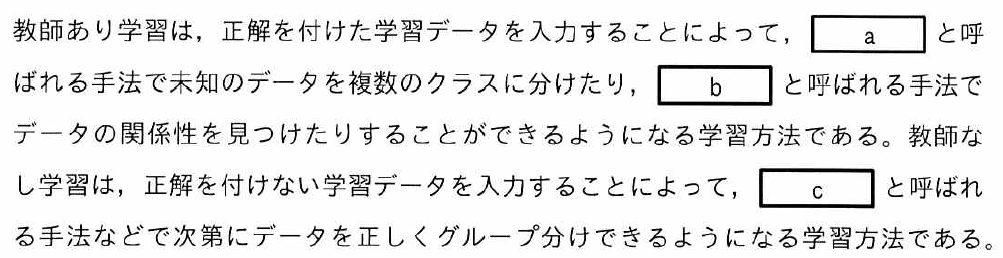 教師あり学習は，正解を付けた学習データを入力することによって， a と呼
ばれる手法で未知のデータを複数のクラスに分けたり， b と呼ばれる手法で
データの関係性を見つけたりすることができるようになる学習方法である。教師な
し学習は，正解を付けない学習データを入力することによって， c と呼ばれ
る手法などで次第にデータを正しくグループ分けできるようになる学習方法である。